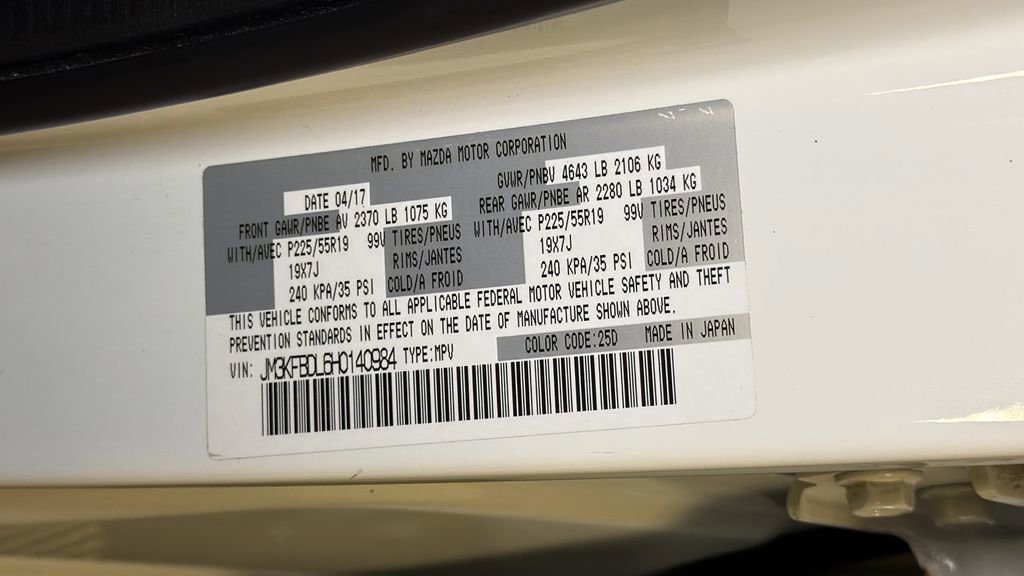 MFD. BY MAZDA MOTOR CORPORATION
DATE 04/17
GVWR/PNBV 4643 LB 2106 KG
FRONT GAWR/PNBE AV 2370 LB 1075 KG
REAR GAWR/PNBE AR 2280 LB 1034 KG
WITH/AVEC P225/55R19 99V TIRES/PNEUS
WITH/AVEC P225/55R19 99V TIRES/PNEUS
19X7J RIMS/JANTES
19X7J RIMS/JANTES
240 KPA/35 PSI COLD/A FROID
240 KPA/35 PSI COLD/A FROID
THIS VEHICLE CONFORMS TO ALL APPLICABLE FEDERAL MOTOR VEHICLE SAFETY AND THEFT
PREVENTION STANDARDS IN EFFECT ON THE DATE OF MANUFACTURE SHOWN ABOVE.
VIN: JM3KFBDL6H0140984 TYPE:MPV COLOR CODE:25D MADE IN JAPAN